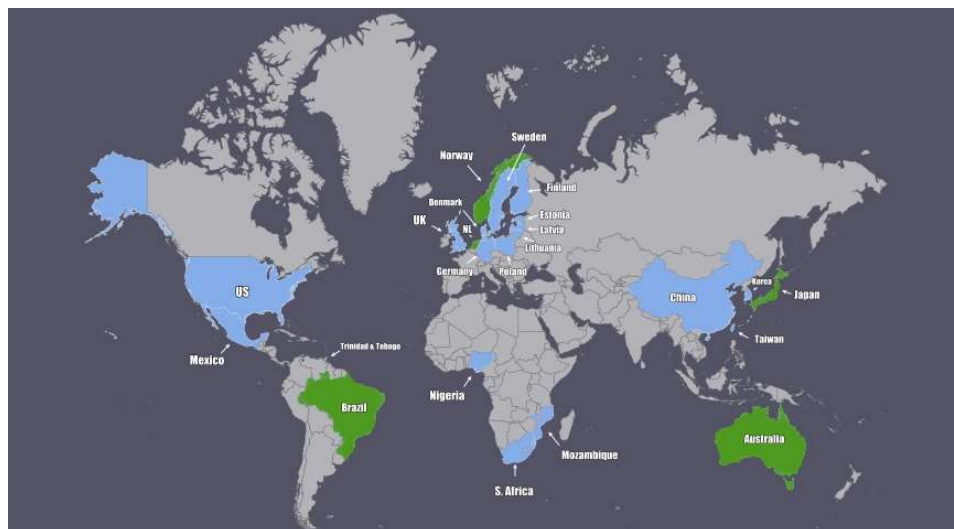 Sweden
Norway
Finland
Denmark
UK
NL
Estonia
Latvia
Lithuania
Germany
Poland
US
China
Korea
Japan
Taiwan
Mexico
Trinidad & Tobago
Nigeria
Brazil
Australia
Mozambique
S. Africa